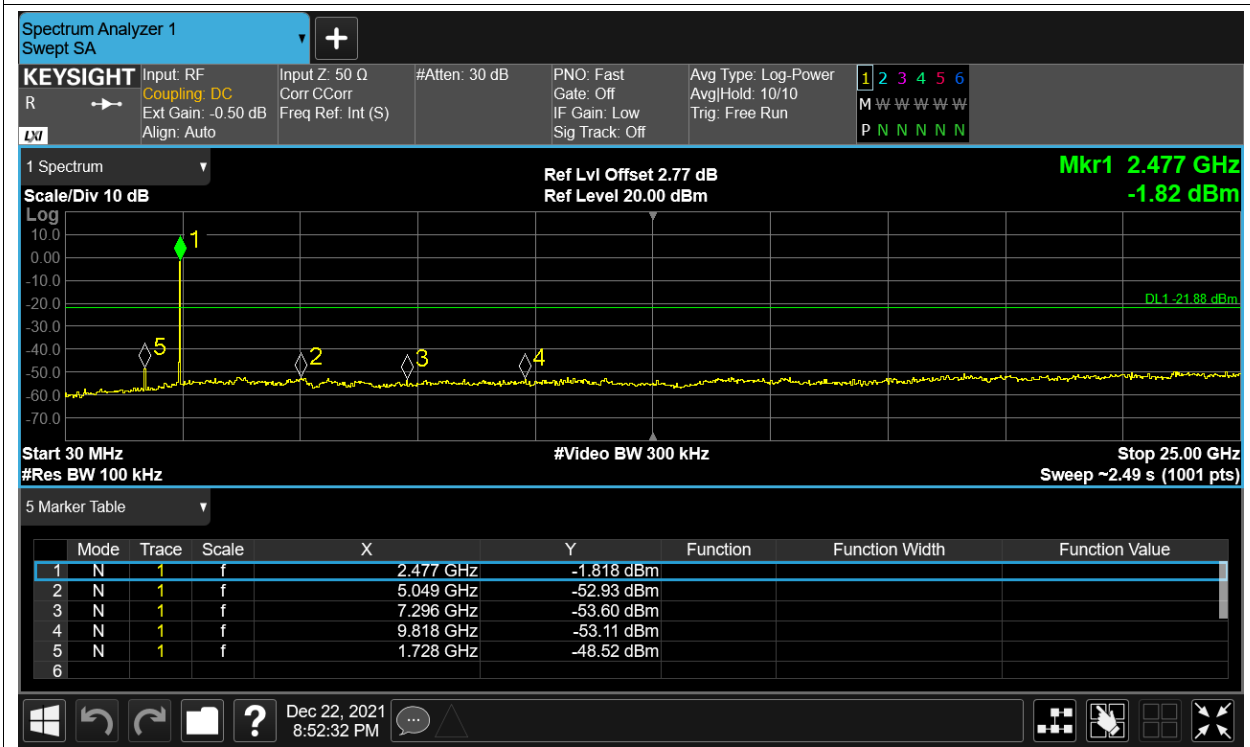 Spectrum Analyzer 1
Swept SA
KEYSIGHT
R
LXI
Input: RF
Coupling: DC
Ext Gain: -0.50 dB
Align: Auto
Input Z: 50 Ω
Corr CCorr
Freq Ref: Int (S)
#Atten: 30 dB
PNO: Fast
Gate: Off
IF Gain: Low
Sig Track: Off
Avg Type: Log-Power
Avg|Hold: 10/10
Trig: Free Run
1 2 3 4 5 6
M W W W W W
P N N N N N
1 Spectrum
Scale/Div 10 dB
Ref Lvl Offset 2.77 dB
Ref Level 20.00 dBm
Mkr1 2.477 GHz
-1.82 dBm
Log
10.0
0.00
-10.0
-20.0
-30.0
-40.0
-50.0
-60.0
-70.0
1
DL1 -21.88 dBm
5
2
3
4
Start 30 MHz
#Video BW 300 kHz
Stop 25.00 GHz
#Res BW 100 kHz
Sweep ~2.49 s (1001 pts)
5 Marker Table
Mode Trace Scale X Y Function Function Width Function Value
1 N 1 f 2.477 GHz -1.818 dBm
2 N 1 f 5.049 GHz -52.93 dBm
3 N 1 f 7.296 GHz -53.60 dBm
4 N 1 f 9.818 GHz -53.11 dBm
5 N 1 f 1.728 GHz -48.52 dBm
6
?
Dec 22, 2021
8:52:32 PM